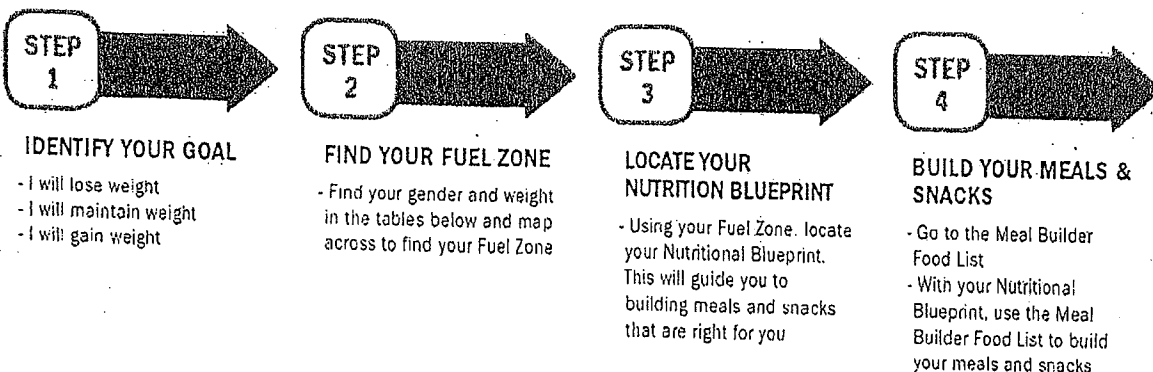 STEP
1
IDENTIFY YOUR GOAL
- I will lose weight
- I will maintain weight
- I will gain weight
STEP
2
FIND YOUR FUEL ZONE
- Find your gender and weight
in the tables below and map
across to find your Fuel Zone
STEP
3
LOCATE YOUR
NUTRITION BLUEPRINT
- Using your Fuel Zone, locate
your Nutritional Blueprint.
This will guide you to
building meals and snacks
that are right for you
STEP
4
BUILD YOUR MEALS &
SNACKS
- Go to the Meal Builder
Food List
- With your Nutritional
Blueprint, use the Meal
Builder Food List to build
your meals and snacks